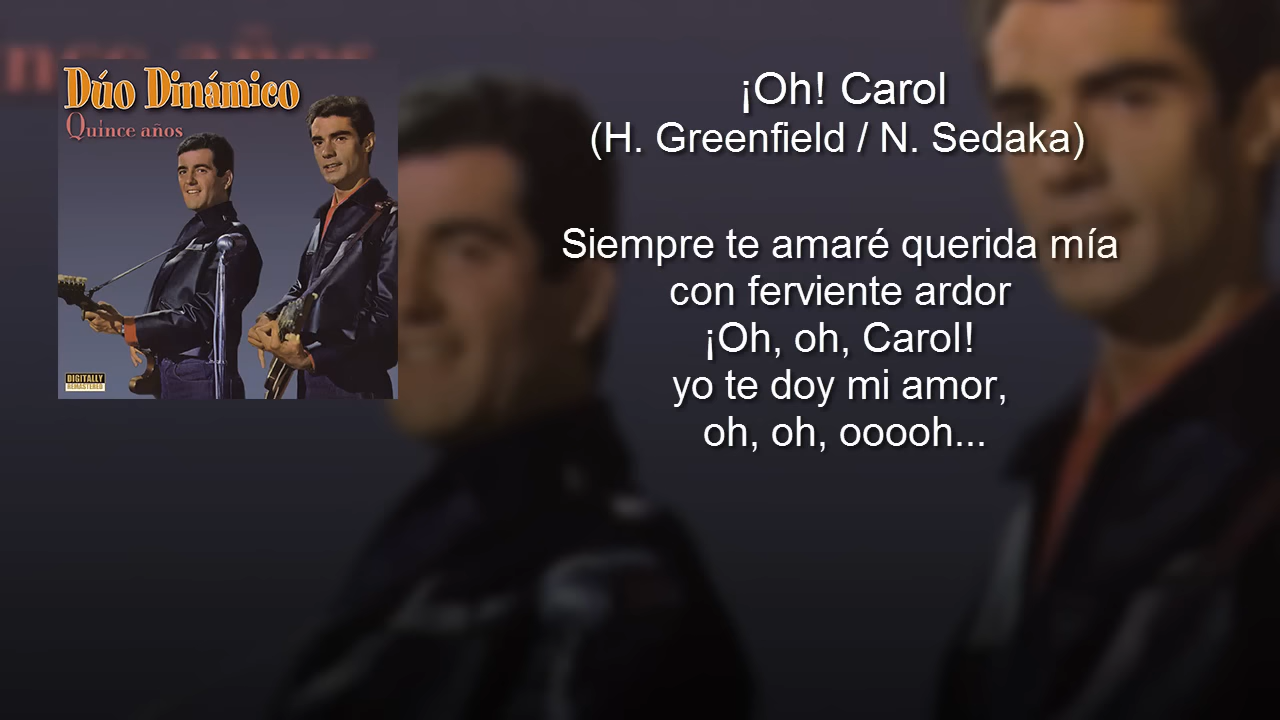 Dúo Dinámico
Quince años
DIGITALLY
REMASTERED
¡Oh! Carol
(H. Greenfield / N. Sedaka)
Siempre te amaré querida mía
con ferviente ardor
¡Oh, oh, Carol!
yo te doy mi amor,
oh, oh, ooooh...